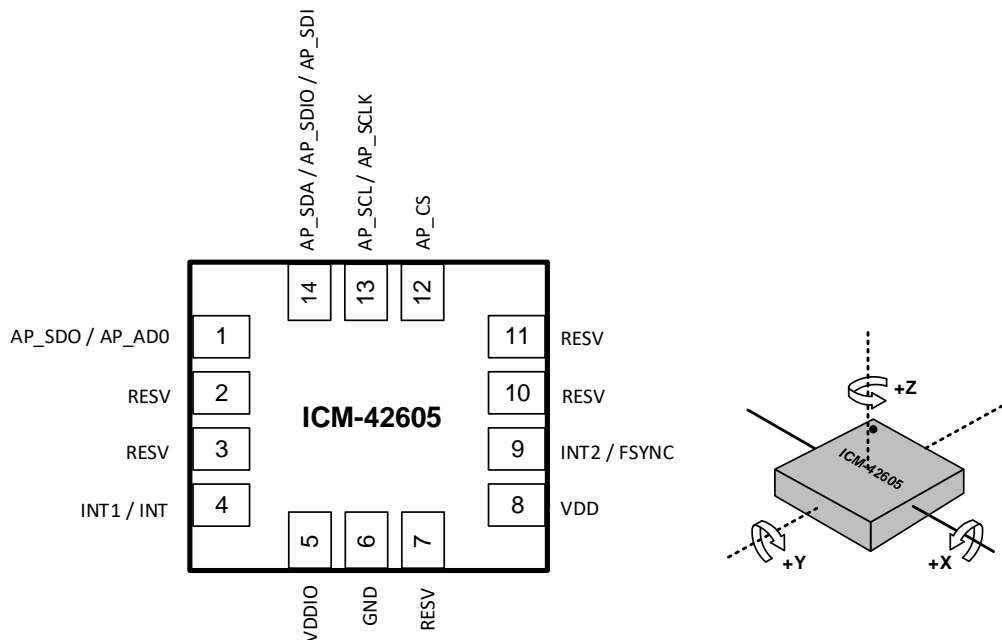 AP_SDA / AP_SDIO / AP_SDI
AP_SCL / AP_SCLK
AP_CS
14
13
12
AP_SDO / AP_AD0
1
11
RESV
RESV
2
10
RESV
ICM-42605
RESV
3
9
INT2 / FSYNC
INT1 / INT
4
8
VDD
5
6
7
VDDIO
GND
RESV
+Z
ICM-42605
+Y
+X